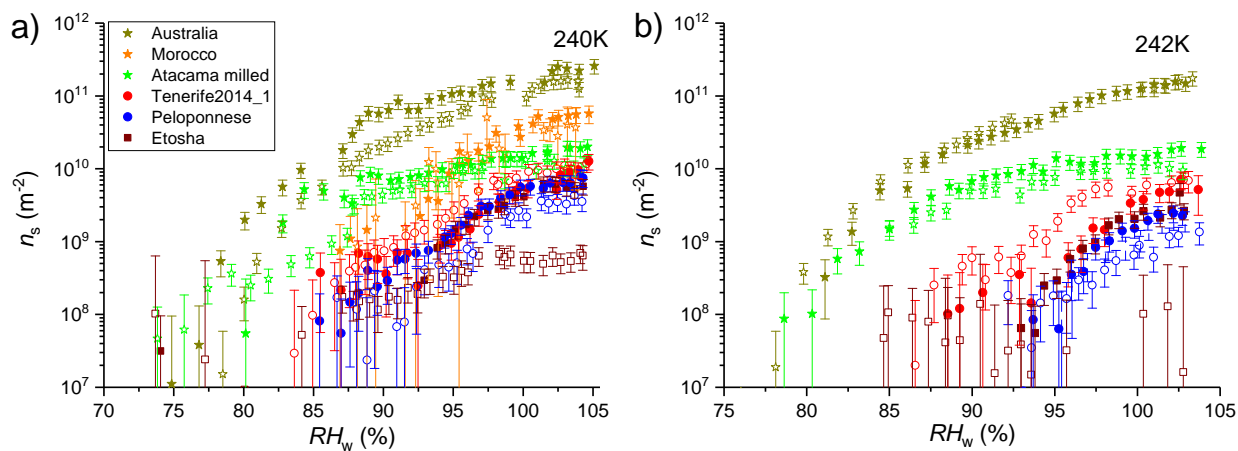 a)
10¹²
10¹¹
10¹⁰
10⁹
10⁸
10⁷
nₛ (m⁻²)
Australia
Morocco
Atacama milled
Tenerife2014_1
Peloponnese
Etosha
240K
70 75 80 85 90 95 100 105
RH_w (%)
b)
10¹²
10¹¹
10¹⁰
10⁹
10⁸
10⁷
nₛ (m⁻²)
242K
75 80 85 90 95 100 105
RH_w (%)